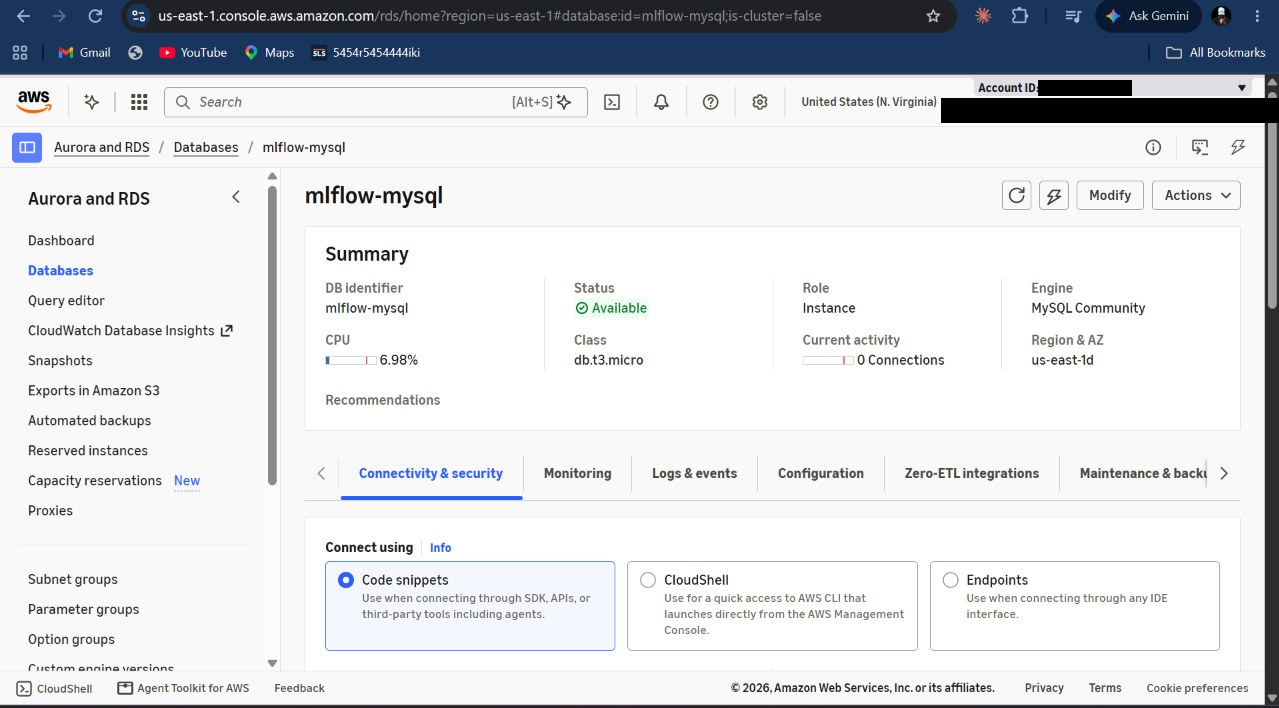 us-east-1.console.aws.amazon.com/rds/home?region=us-east-1#database:id=mlflow-mysql;is-cluster=false
Ask Gemini
Gmail
YouTube
Maps
SLS 5454r5454444iki
All Bookmarks
aws
Search [Alt+S]
United States (N. Virginia)
Account ID:
Aurora and RDS / Databases / mlflow-mysql
Aurora and RDS
Dashboard
Databases
Query editor
CloudWatch Database Insights
Snapshots
Exports in Amazon S3
Automated backups
Reserved instances
Capacity reservations New
Proxies
Subnet groups
Parameter groups
Option groups
Custom engine versions
mlflow-mysql
Modify
Actions
Summary
DB identifier
mlflow-mysql
Status
Available
Role
Instance
Engine
MySQL Community
CPU
6.98%
Class
db.t3.micro
Current activity
0 Connections
Region & AZ
us-east-1d
Recommendations
Connectivity & security
Monitoring
Logs & events
Configuration
Zero-ETL integrations
Maintenance & backu
Connect using
Info
Code snippets
Use when connecting through SDK, APIs, or
third-party tools including agents.
CloudShell
Use for a quick access to AWS CLI that
launches directly from the AWS Management
Console.
Endpoints
Use when connecting through any IDE
interface.
CloudShell
Agent Toolkit for AWS
Feedback
© 2026, Amazon Web Services, Inc. or its affiliates.
Privacy
Terms
Cookie preferences